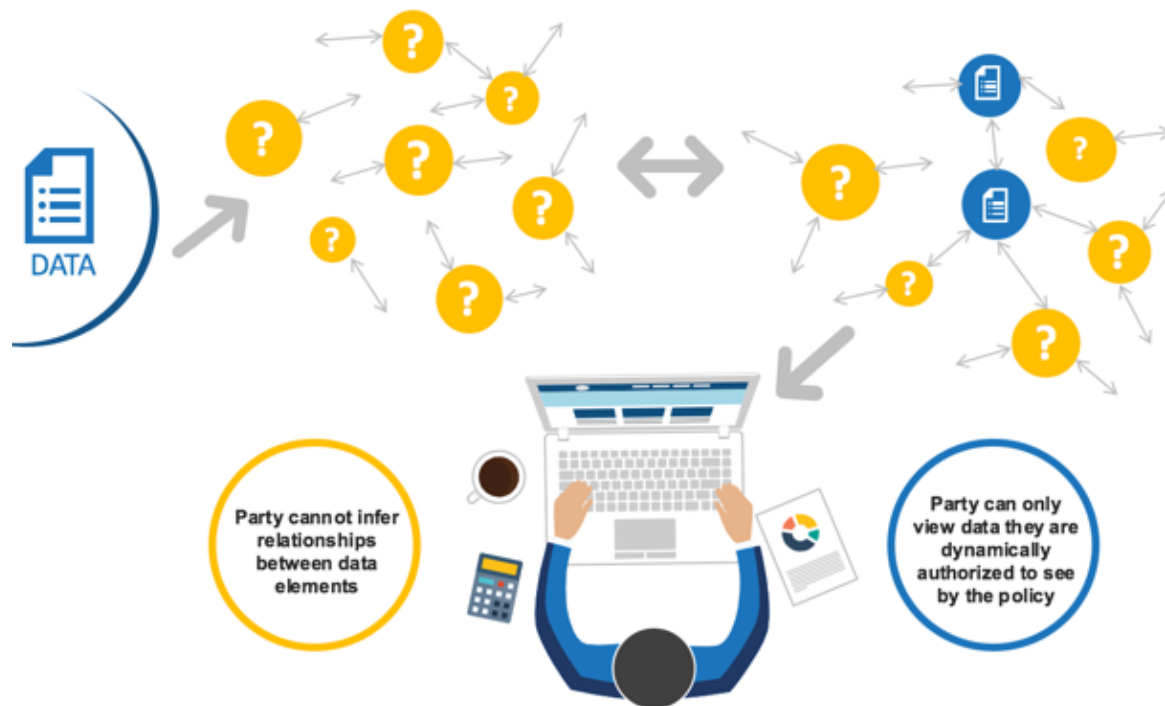 ?
?
?
?
?
?
?
?
?
?
?
?
DATA
Party cannot infer
relationships
between data
elements
Party can only
view data they are
dynamically
authorized to see
by the policy